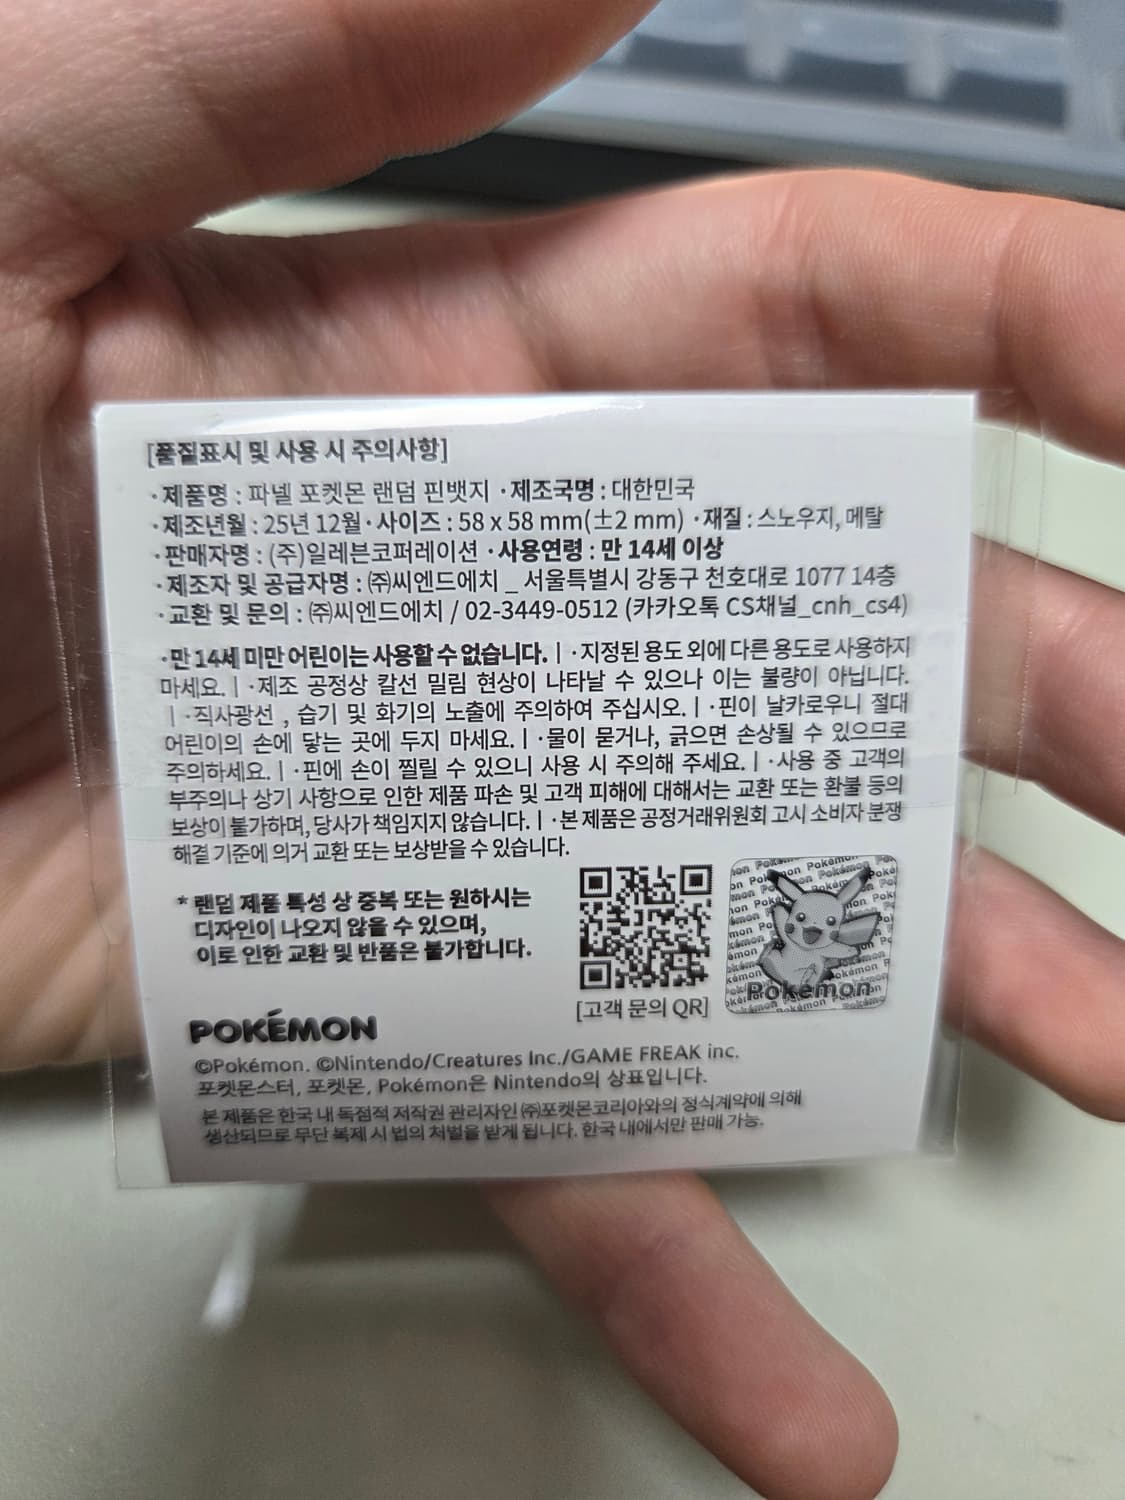 [품질표시 및 사용 시 주의사항]
·제품명 : 파넬 포켓몬 랜덤 핀뱃지 ·제조국명 : 대한민국
·제조년월 : 25년 12월 ·사이즈 : 58 x 58 mm(±2 mm) ·재질 : 스노우지, 메탈
·판매자명 : (주)일레븐코퍼레이션 ·사용연령 : 만 14세 이상
·제조자 및 공급자명 : ㈜씨엔드에치 _ 서울특별시 강동구 천호대로 1077 14층
·교환 및 문의 : ㈜씨엔드에치 / 02-3449-0512 (카카오톡 CS채널_cnh_cs4)
·만 14세 미만 어린이는 사용할 수 없습니다. | ·지정된 용도 외에 다른 용도로 사용하지
마세요. | ·제조 공정상 칼선 밀림 현상이 나타날 수 있으나 이는 불량이 아닙니다.
| ·직사광선 , 습기 및 화기의 노출에 주의하여 주십시오. | ·핀이 날카로우니 절대
어린이의 손에 닿는 곳에 두지 마세요. | ·물이 묻거나, 긁으면 손상될 수 있으므로
주의하세요. | ·핀에 손이 찔릴 수 있으니 사용 시 주의해 주세요. | ·사용 중 고객의
부주의나 상기 사항으로 인한 제품 파손 및 고객 피해에 대해서는 교환 또는 환불 등의
보상이 불가하며, 당사가 책임지지 않습니다. | ·본 제품은 공정거래위원회 고시 소비자 분쟁
해결 기준에 의거 교환 또는 보상받을 수 있습니다.
* 랜덤 제품 특성 상 중복 또는 원하시는
디자인이 나오지 않을 수 있으며,
이로 인한 교환 및 반품은 불가합니다.
[고객 문의 QR]
Pokémon
POKÉMON
©Pokémon. ©Nintendo/Creatures Inc./GAME FREAK inc.
포켓몬스터, 포켓몬, Pokémon은 Nintendo의 상표입니다.
본 제품은 한국 내 독점적 저작권 관리자인 ㈜포켓몬코리아와의 정식계약에 의해
생산되므로 무단 복제 시 법의 처벌을 받게 됩니다. 한국 내에서만 판매 가능.